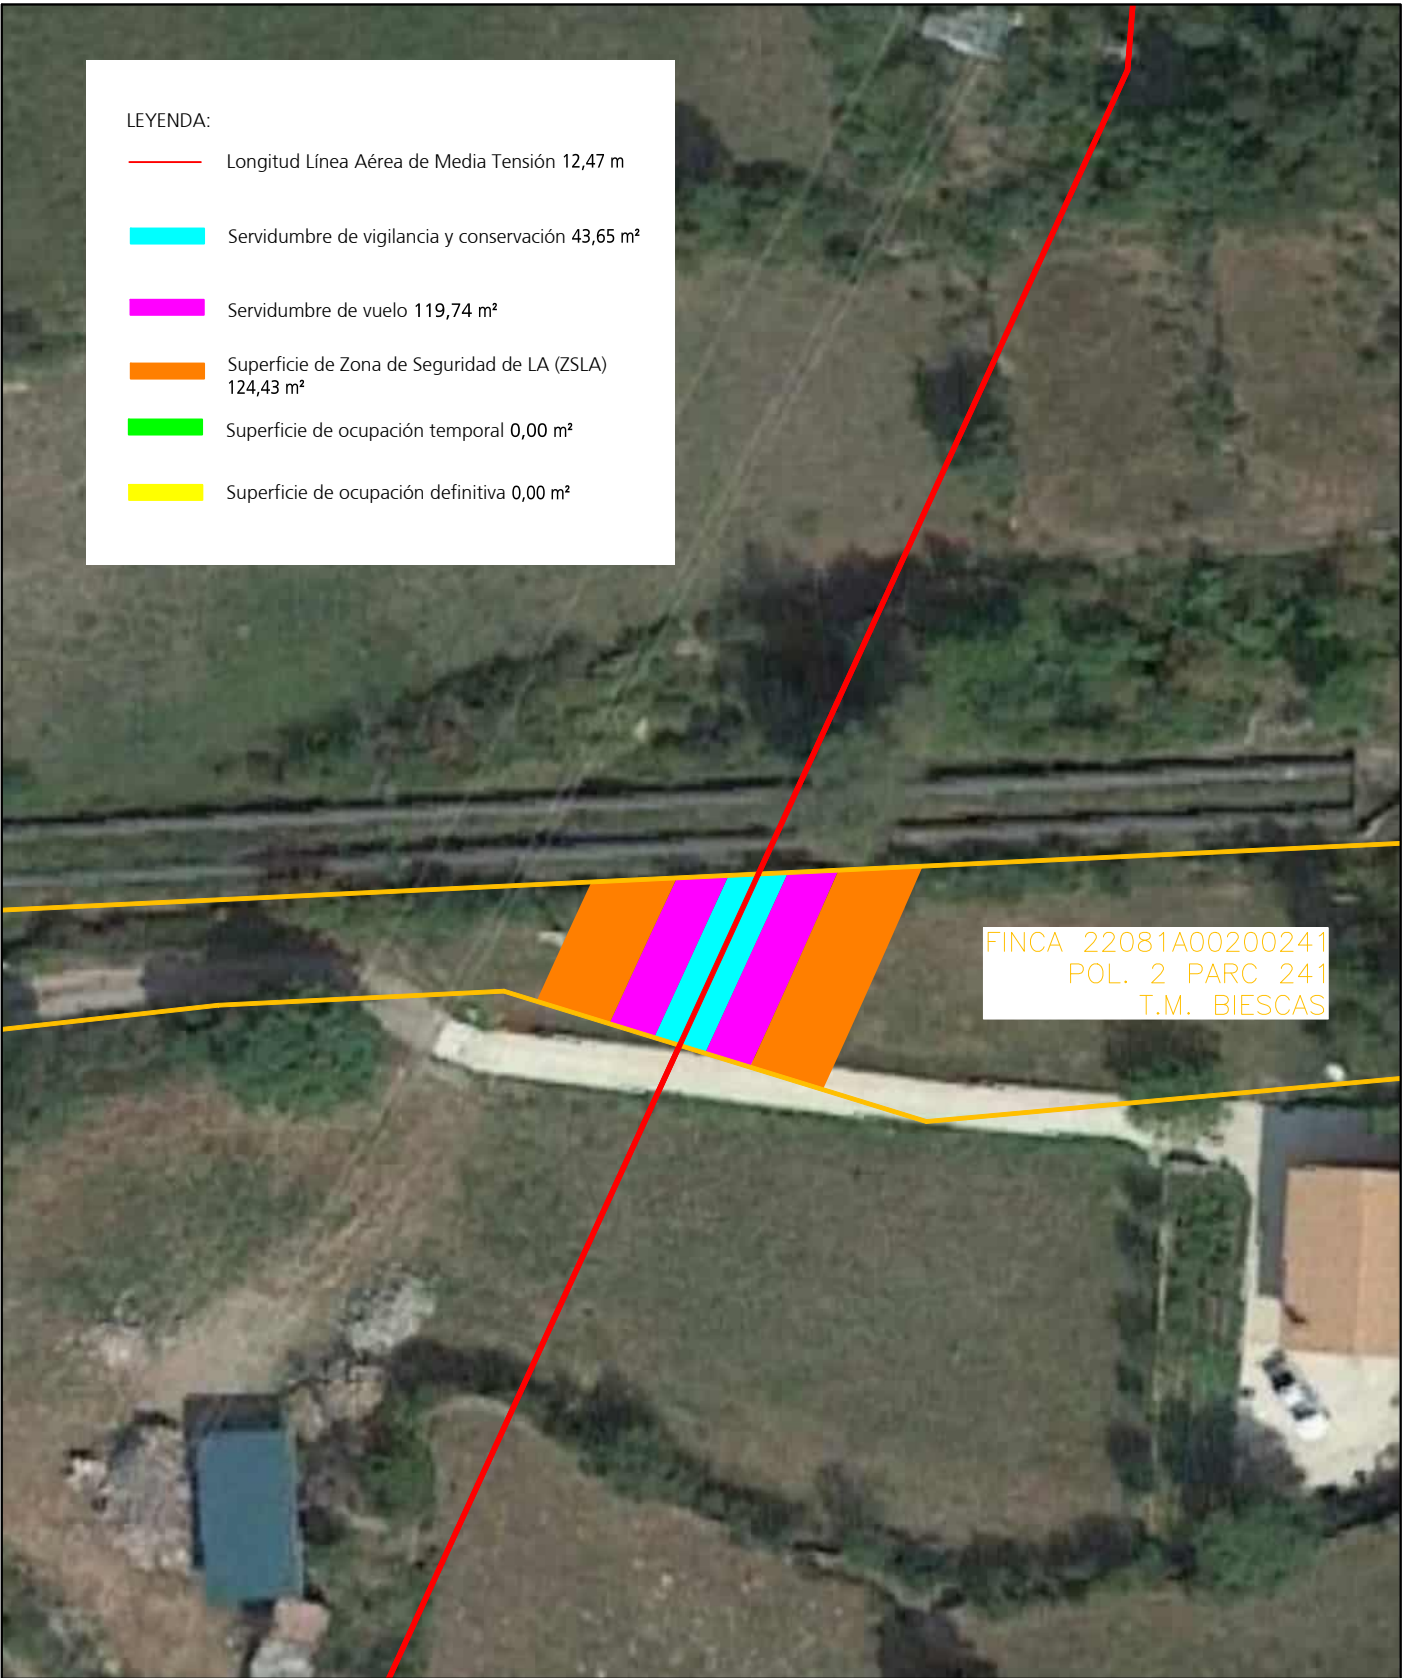 LEYENDA:
Longitud Línea Aérea de Media Tensión 12,47 m
Servidumbre de vigilancia y conservación 43,65 m²
Servidumbre de vuelo 119,74 m²
Superficie de Zona de Seguridad de LA (ZSLA)
124,43 m²
Superficie de ocupación temporal 0,00 m²
Superficie de ocupación definitiva 0,00 m²
FINCA 22081A00200241
POL. 2 PARC 241
T.M. BIESCAS